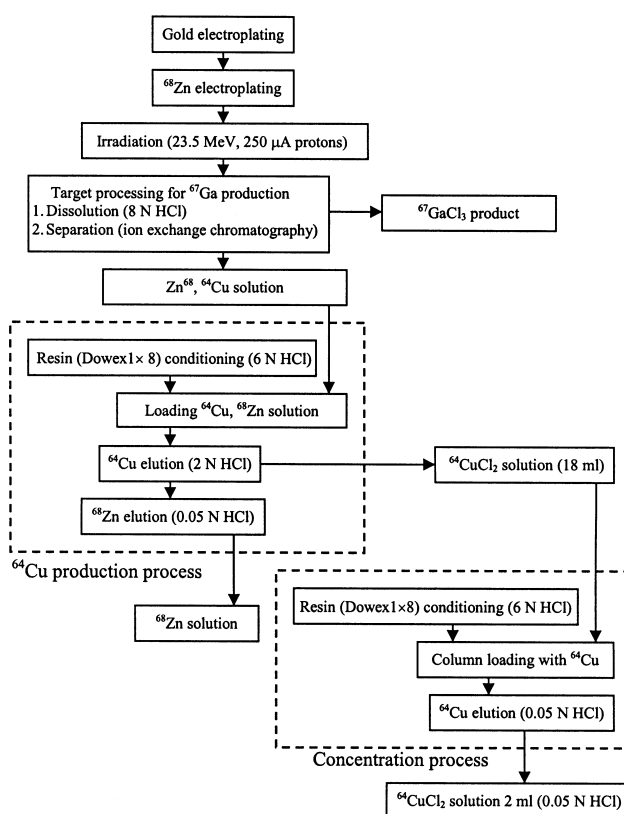 Gold electroplating
⁶⁸Zn electroplating
Irradiation (23.5 MeV, 250 μA protons)
Target processing for ⁶⁷Ga production
1. Dissolution (8 N HCl)
2. Separation (ion exchange chromatography)
⁶⁷GaCl₃ product
Zn⁶⁸, ⁶⁴Cu solution
Resin (Dowex1× 8) conditioning (6 N HCl)
Loading ⁶⁴Cu, ⁶⁸Zn solution
⁶⁴Cu elution (2 N HCl)
⁶⁴CuCl₂ solution (18 ml)
⁶⁸Zn elution (0.05 N HCl)
⁶⁴Cu production process
⁶⁸Zn solution
Resin (Dowex1×8) conditioning (6 N HCl)
Column loading with ⁶⁴Cu
⁶⁴Cu elution (0.05 N HCl)
Concentration process
⁶⁴CuCl₂ solution 2 ml (0.05 N HCl)